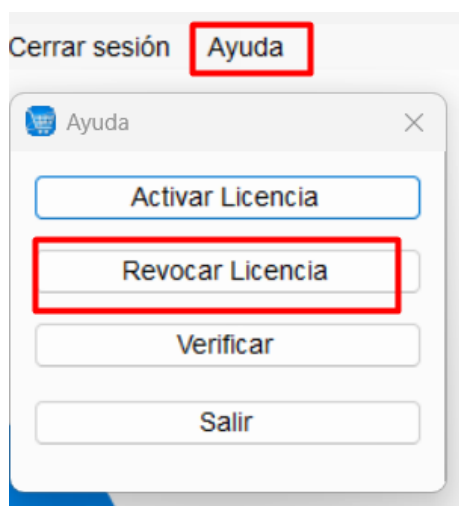 Cerrar sesión Ayuda
Ayuda
Activar Licencia
Revocar Licencia
Verificar
Salir